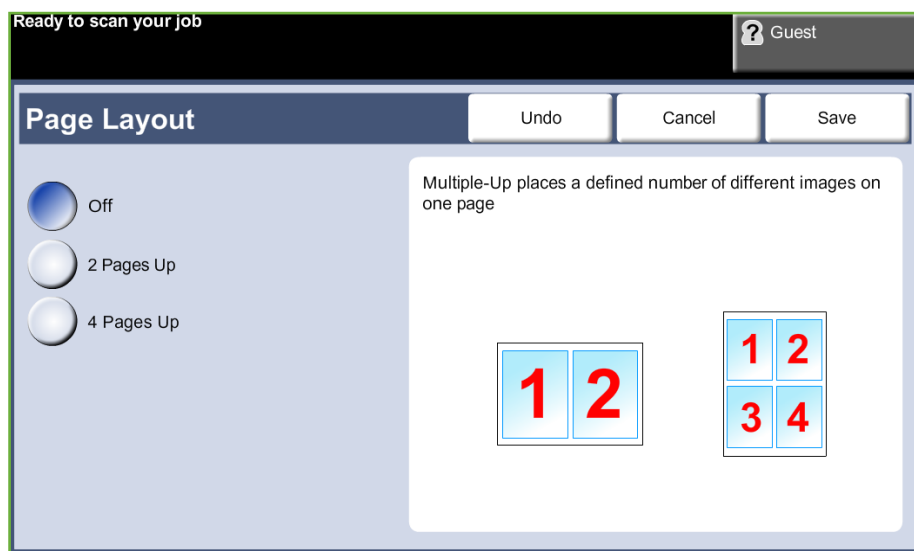 Ready to scan your job
? Guest
Page Layout
Undo
Cancel
Save
Off
2 Pages Up
4 Pages Up
Multiple-Up places a defined number of different images on
one page
1 2
1 2
3 4